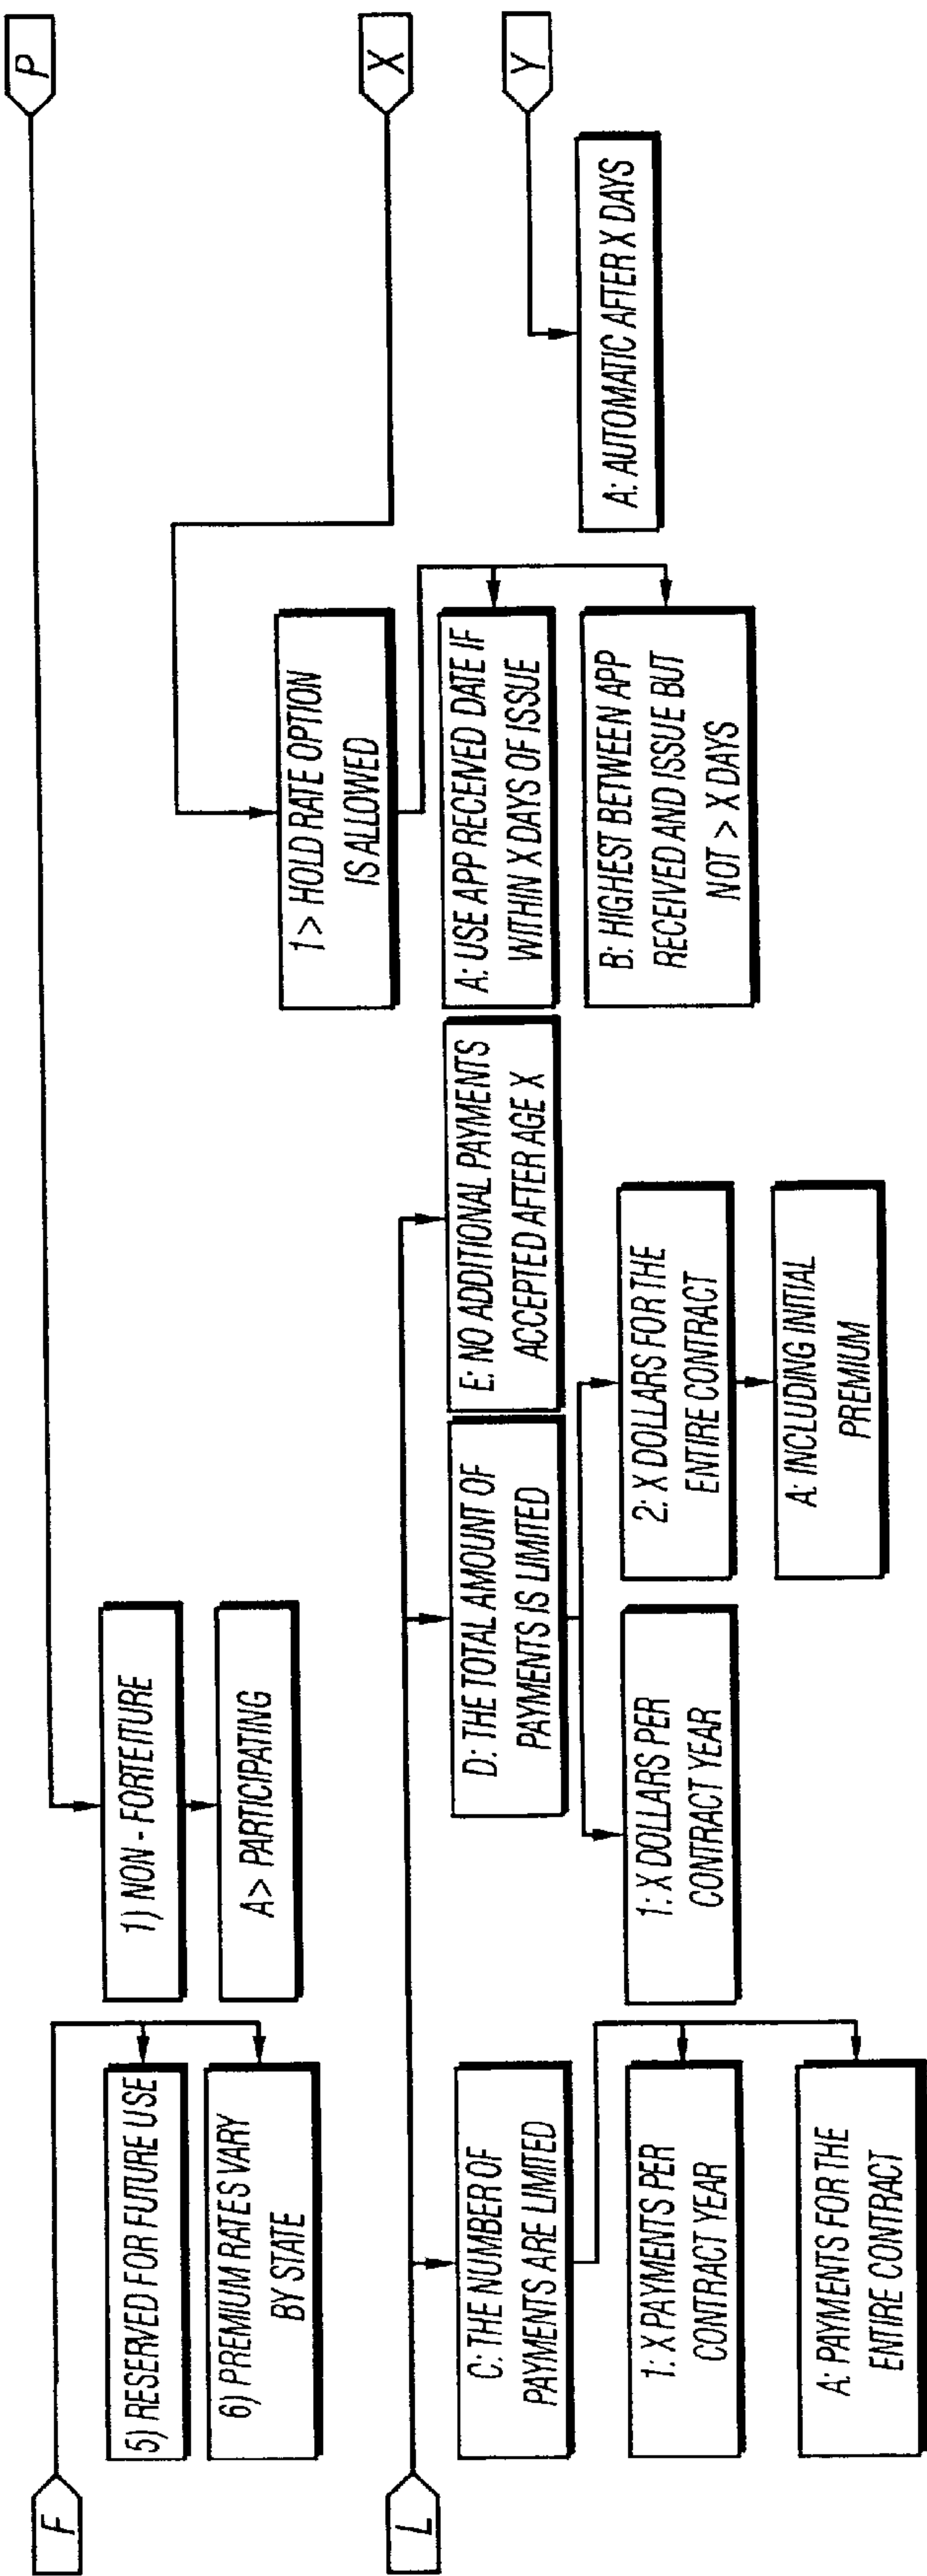 F
5) RESERVED FOR FUTURE USE
6) PREMIUM RATES VARY
BY STATE
1) NON - FORTEITURE
A> PARTICIPATING
P
L
C: THE NUMBER OF
PAYMENTS ARE LIMITED
1: X PAYMENTS PER
CONTRACT YEAR
A: PAYMENTS FOR THE
ENTIRE CONTRACT
D: THE TOTAL AMOUNT OF
PAYMENTS IS LIMITED
1: X DOLLARS PER
CONTRACT YEAR
2: X DOLLARS FOR THE
ENTIRE CONTRACT
A: INCLUDING INITIAL
PREMIUM
E: NO ADDITIONAL PAYMENTS
ACCEPTED AFTER AGE X
1> HOLD RATE OPTION
IS ALLOWED
A: USE APP RECEIVED DATE IF
WITHIN X DAYS OF ISSUE
B: HIGHEST BETWEEN APP
RECEIVED AND ISSUE BUT
NOT > X DAYS
X
Y
A: AUTOMATIC AFTER X DAYS